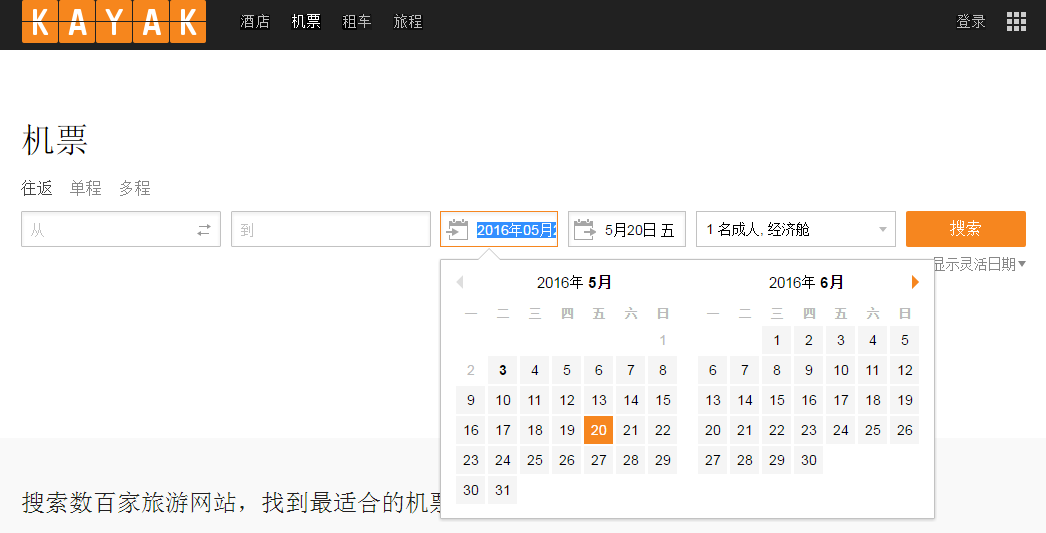 KAYAK 酒店 机票 租车 旅程 登录
机票
往返 单程 多程
从 到 2016年05月2 5月20日 五 1 名成人, 经济舱 搜索
显示灵活日期
2016年 5月 2016年 6月
一 二 三 四 五 六 日 一 二 三 四 五 六 日
1 1 2 3 4 5
2 3 4 5 6 7 8 6 7 8 9 10 11 12
9 10 11 12 13 14 15 13 14 15 16 17 18 19
16 17 18 19 20 21 22 20 21 22 23 24 25 26
23 24 25 26 27 28 29 27 28 29 30
30 31
搜索数百家旅游网站，找到最适合的机票